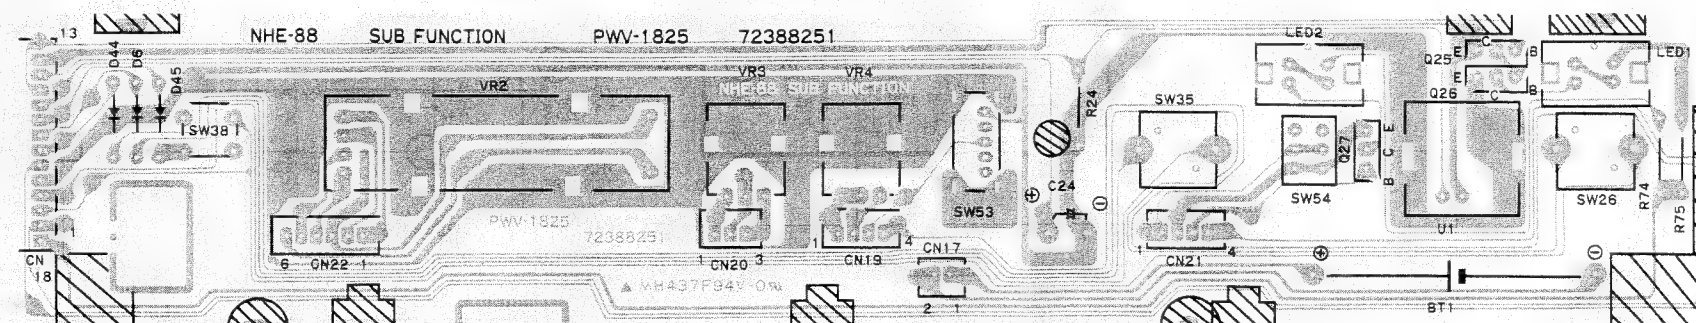 13
NHE-88 SUB FUNCTION PWV-1825 72388251
LED2
C
E B
Q25
E B
C
LED1
D44 D6 D45
VR2
VR3
VR4
NHE-88 SUB FUNCTION
R24
SW35
Q26
SW38
E
C
B
Q27
C24
SW53
SW54
SW26
R74
R75
PWV-1825
72388251
1
CN
18
6 CN22 1
1 CN20 3
1 CN19 4
CN17
2 1
1 CN21 4
U1
BT1